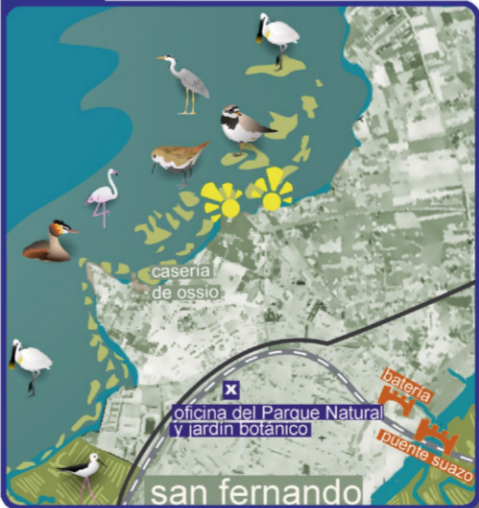 casería
de ossio
x
oficina del Parque Natural
y jardín botánico
batería
puente suazo
san fernando